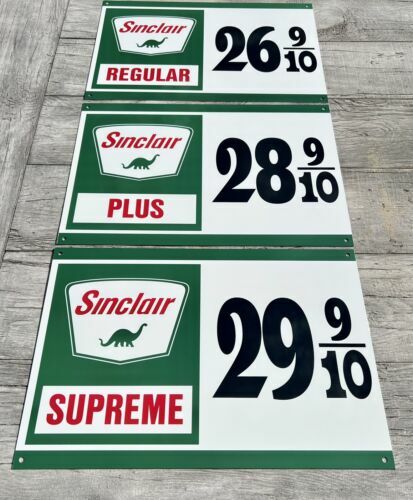 Sinclair
REGULAR
26 9/10
Sinclair
PLUS
28 9/10
Sinclair
SUPREME
29 9/10